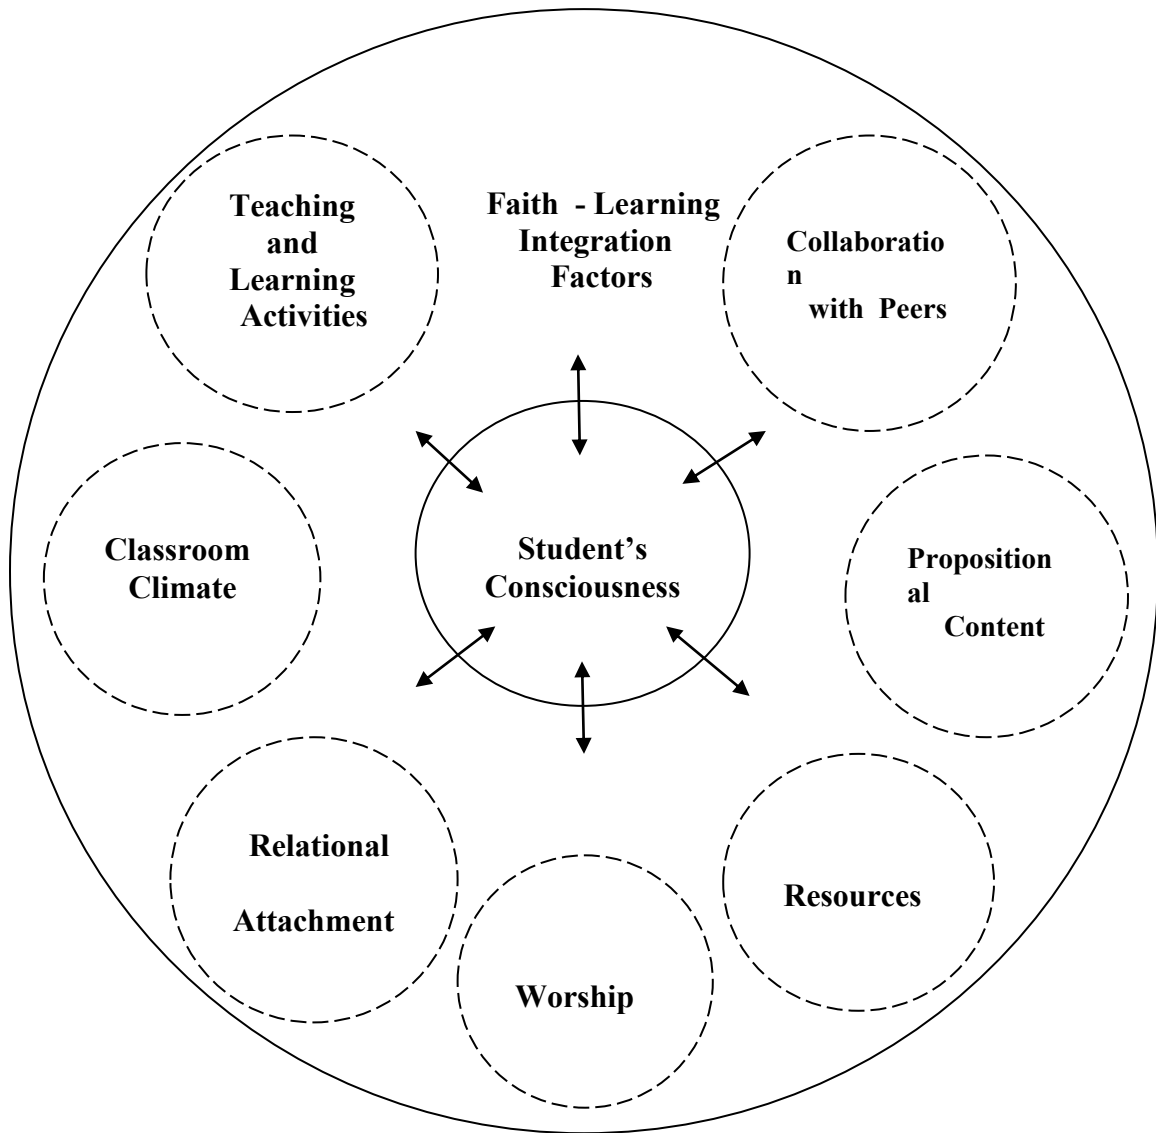 Teaching
and
Learning
Activities
Faith - Learning
Integration
Factors
Collaboratio
n
with Peers
Classroom
Climate
Student’s
Consciousness
Proposition
al
Content
Relational
Attachment
Worship
Resources